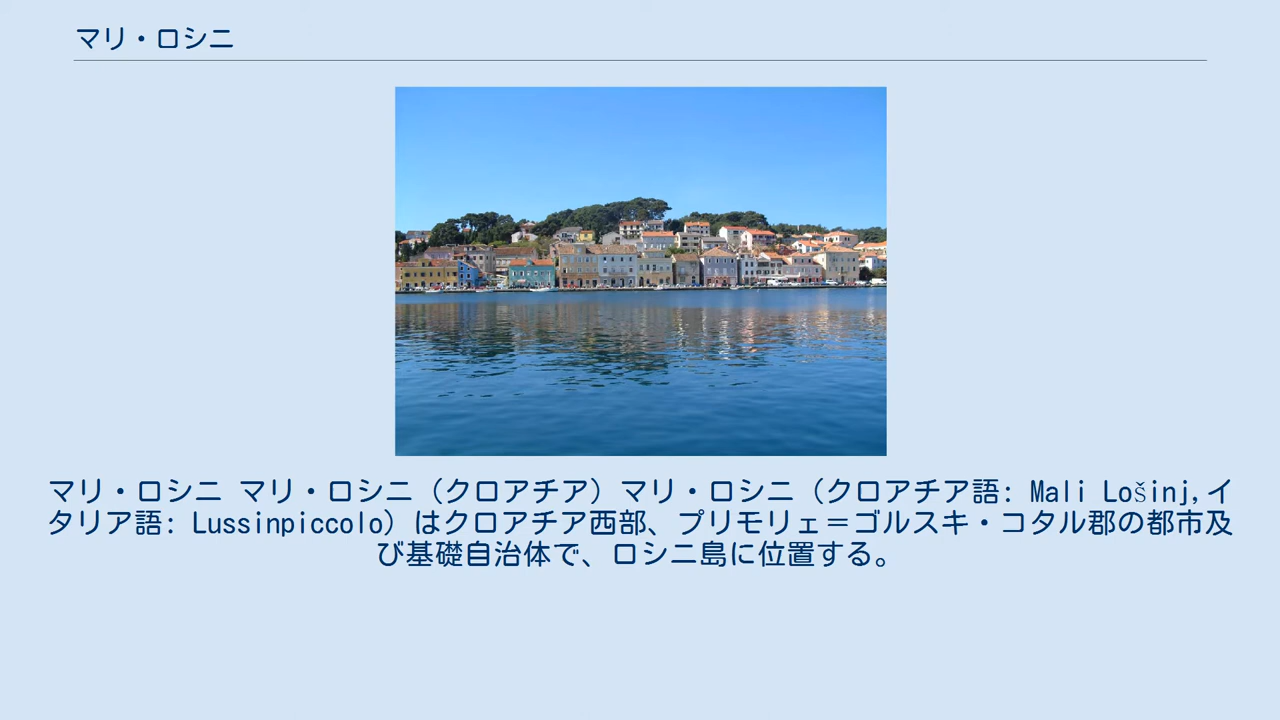 マリ・ロシニ
マリ・ロシニ マリ・ロシニ（クロアチア）マリ・ロシニ（クロアチア語: Mali Lošinj,イ
タリア語: Lussinpiccolo）はクロアチア西部、プリモリェ＝ゴルスキ・コタル郡の都市及
び基礎自治体で、ロシニ島に位置する。